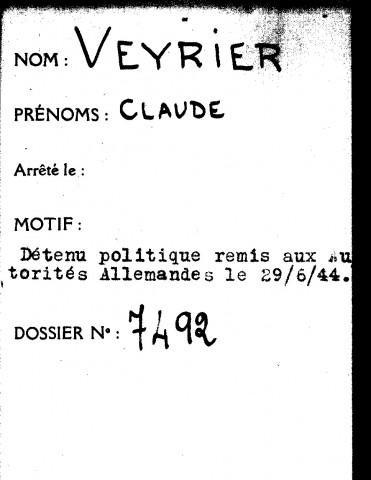 NOM : VEYRIER
PRÉNOMS : CLAUDE
Arrêté le :
MOTIF :
Détenu politique remis aux Au
torités Allemandes le 29/6/44.
DOSSIER N° : 7492